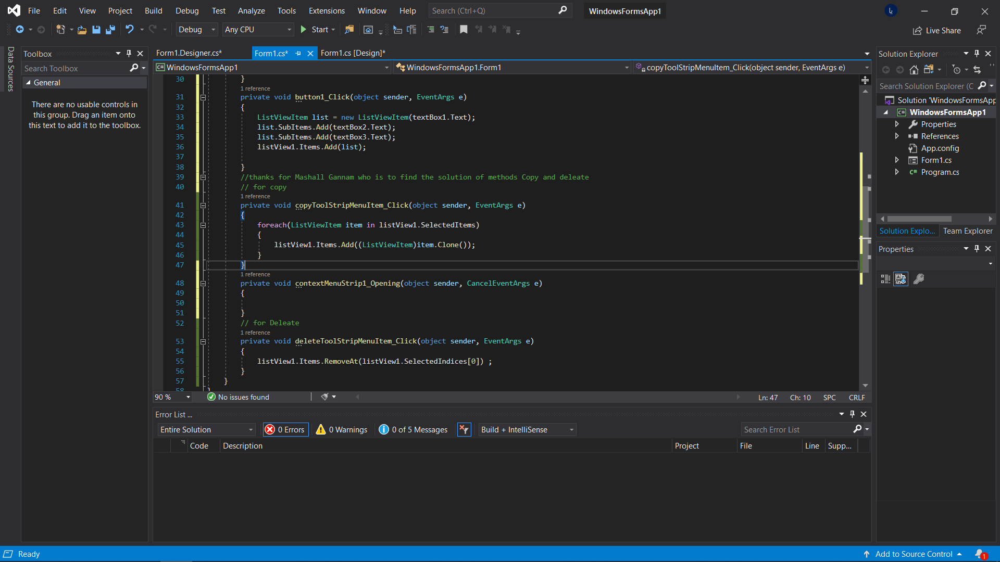 File Edit View Project Build Debug Test Analyze Tools Extensions Window Help Search (Ctrl+Q) WindowsFormsApp1 یا
Debug Any CPU Start Live Share
Data Sources
Toolbox
Search Toolbox
General
There are no usable controls in
this group. Drag an item onto
this text to add it to the toolbox.
Form1.Designer.cs* Form1.cs* Form1.cs [Design]*
C# WindowsFormsApp1 WindowsFormsApp1.Form1 copyToolStripMenuItem_Click(object sender, EventArgs e)
30 }
1 reference
31 private void button1_Click(object sender, EventArgs e)
32 {
33 ListViewItem list = new ListViewItem(textBox1.Text);
34 list.SubItems.Add(textBox2.Text);
35 list.SubItems.Add(textBox3.Text);
36 listView1.Items.Add(list);
37
38 }
39 //thanks for Mashall Gannam who is to find the solution of methods Copy and deleate
40 // for copy
1 reference
41 private void copyToolStripMenuItem_Click(object sender, EventArgs e)
42 {
43 foreach(ListViewItem item in listView1.SelectedItems)
44 {
45 listView1.Items.Add((ListViewItem)item.Clone());
46 }
47 }
1 reference
48 private void contextMenuStrip1_Opening(object sender, CancelEventArgs e)
49 {
50
51 }
52 // for Deleate
1 reference
53 private void deleteToolStripMenuItem_Click(object sender, EventArgs e)
54 {
55 listView1.Items.RemoveAt(listView1.SelectedIndices[0]) ;
56 }
57 }
58 }
90 % No issues found Ln: 47 Ch: 10 SPC CRLF
Error List ...
Entire Solution 0 Errors 0 Warnings 0 of 5 Messages Build + IntelliSense Search Error List
Code Description Project File Line Supp...
Solution Explorer
Search Solution Explorer (C
Solution 'WindowsFormsApp
C# WindowsFormsApp1
Properties
References
App.config
Form1.cs
C# Program.cs
Solution Explo... Team Explorer
Properties
Ready Add to Source Control 1